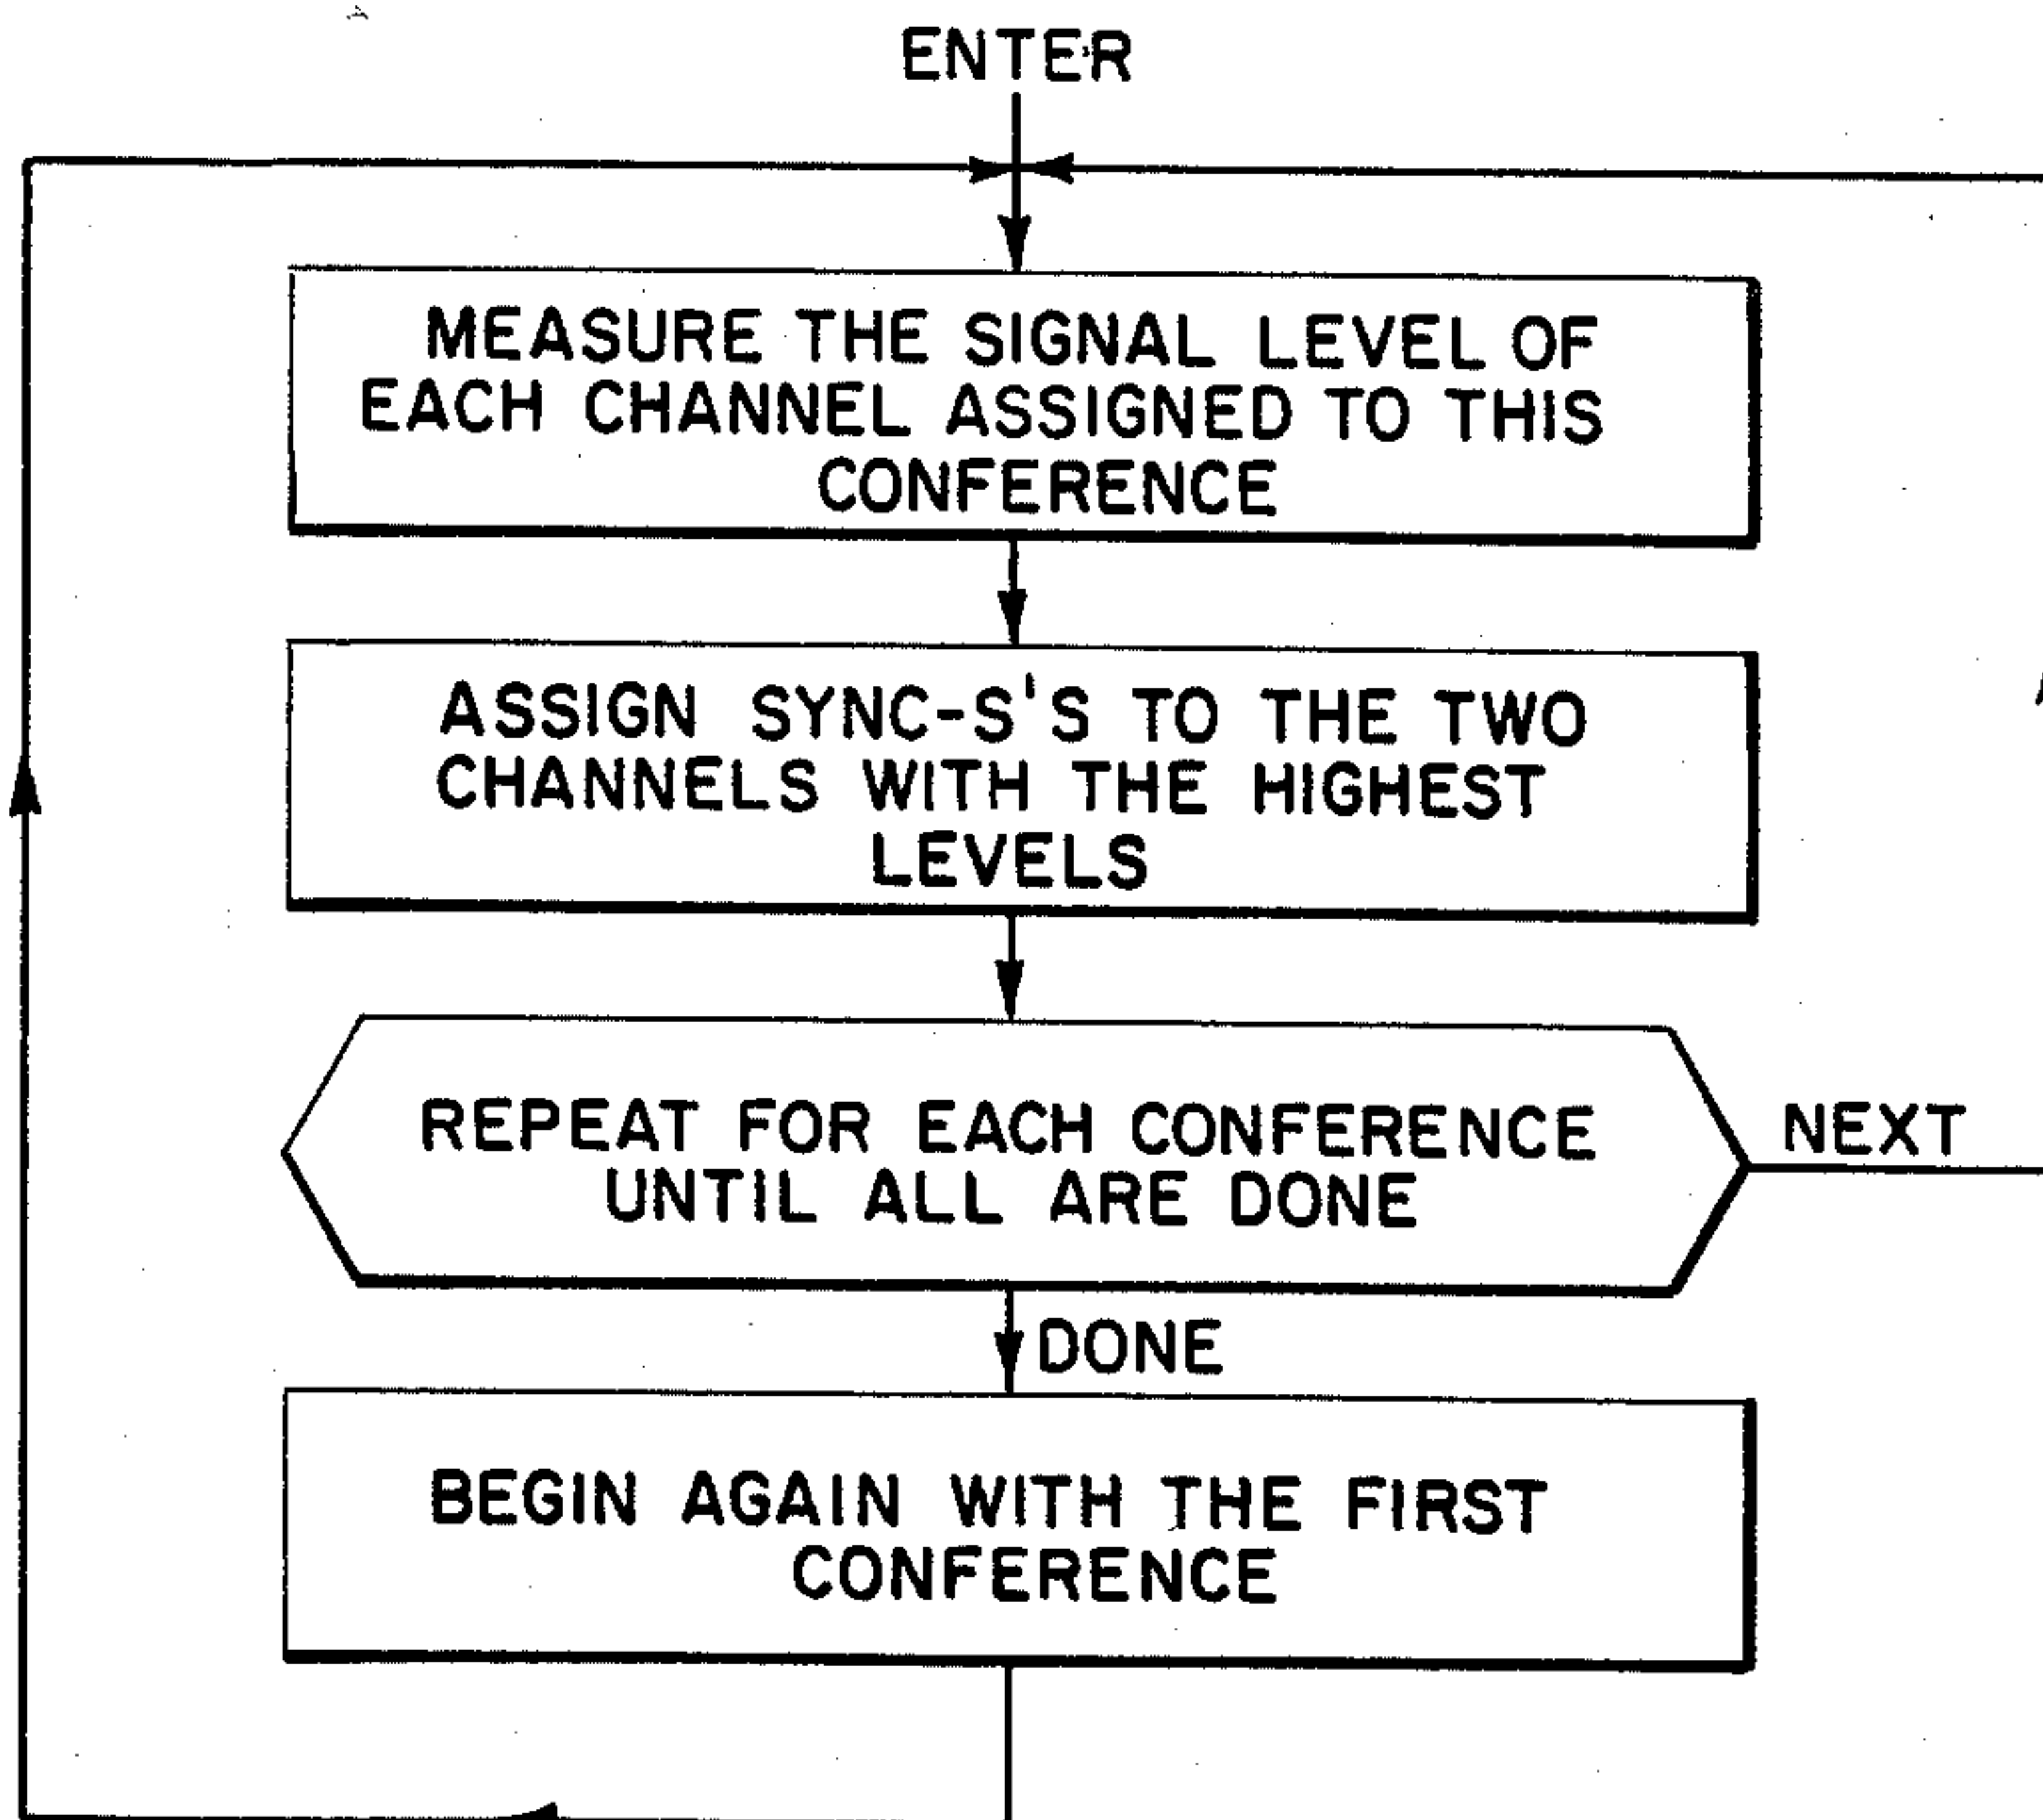 ENTER
MEASURE THE SIGNAL LEVEL OF
EACH CHANNEL ASSIGNED TO THIS
CONFERENCE
ASSIGN SYNC-S'S TO THE TWO
CHANNELS WITH THE HIGHEST
LEVELS
REPEAT FOR EACH CONFERENCE
UNTIL ALL ARE DONE
NEXT
DONE
BEGIN AGAIN WITH THE FIRST
CONFERENCE